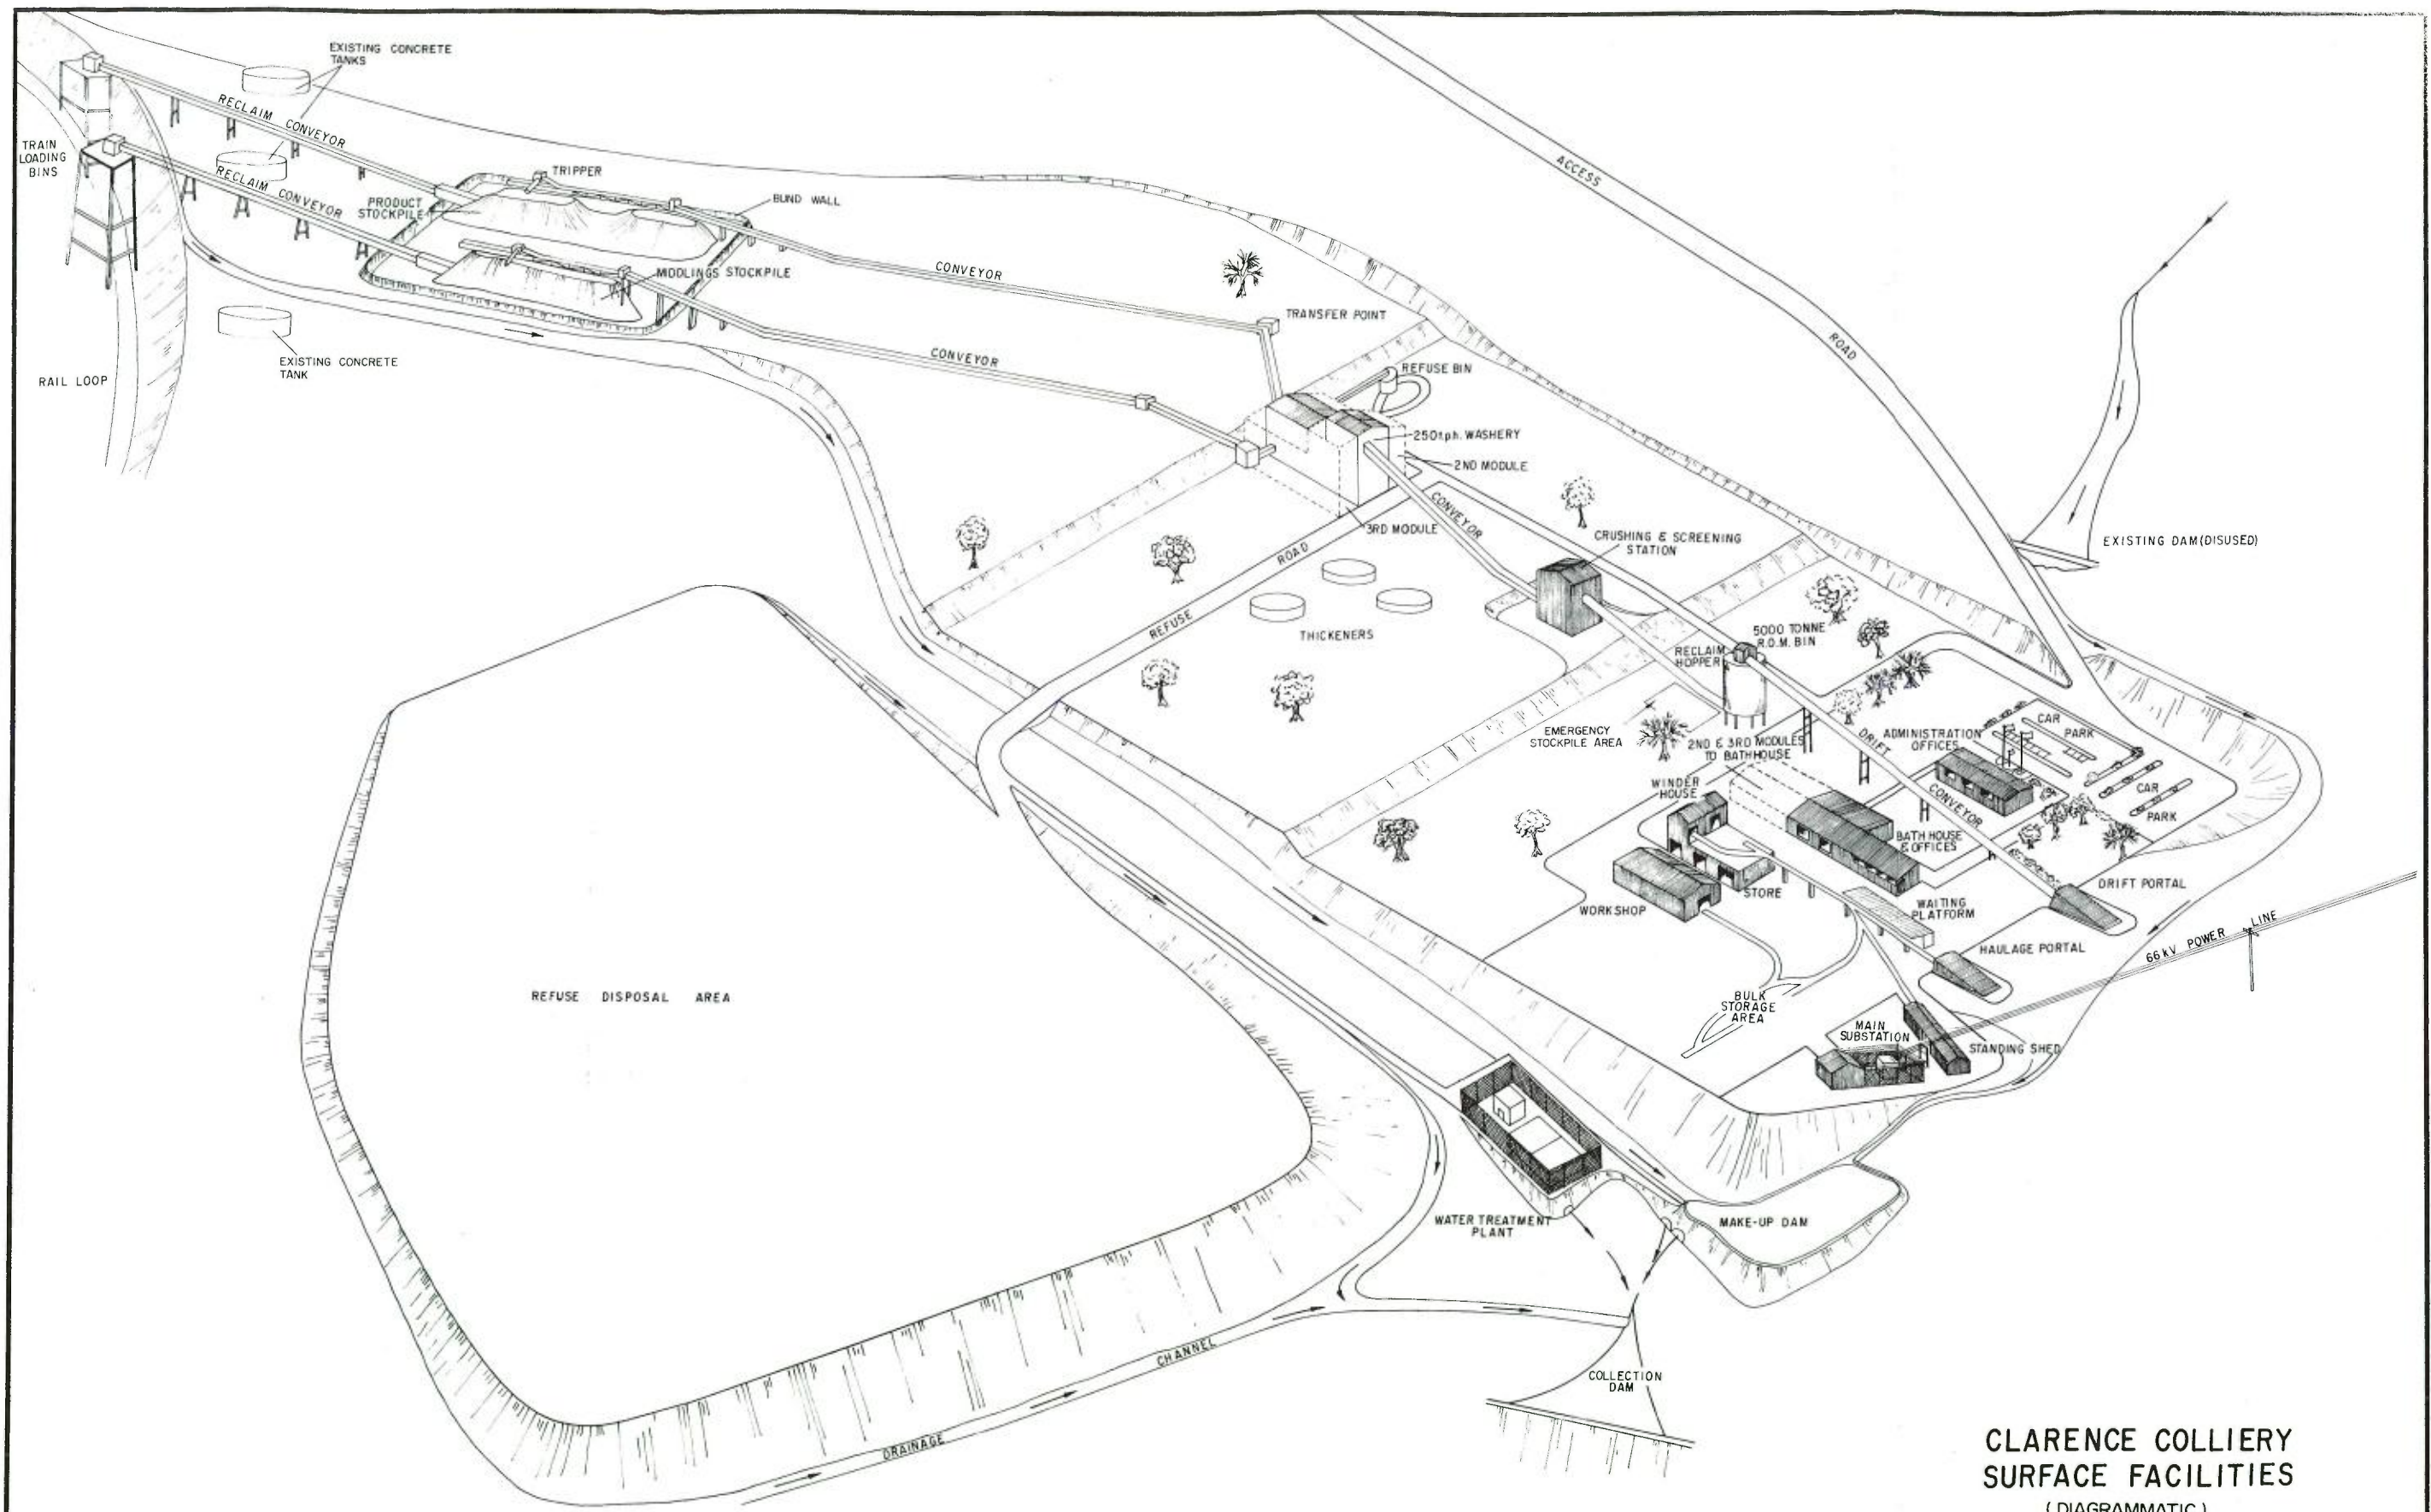 EXISTING CONCRETE
TANKS
RECLAIM CONVEYOR
TRAIN
LOADING
BINS
RECLAIM CONVEYOR
TRIPPER
PRODUCT
STOCKPILE
BUND WALL
MIDDLINGS STOCKPILE
CONVEYOR
TRANSFER POINT
CONVEYOR
EXISTING CONCRETE
TANK
RAIL LOOP
ACCESS
ROAD
REFUSE BIN
250t.p.h. WASHERY
2ND MODULE
CONVEYOR
3RD MODULE
CRUSHING & SCREENING
STATION
EXISTING DAM (DISUSED)
REFUSE
ROAD
THICKENERS
5000 TONNE
R.O.M. BIN
RECLAIM
HOPPER
EMERGENCY
STOCKPILE AREA
2ND & 3RD MODULES
TO BATH HOUSE
DRIFT
CONVEYOR
ADMINISTRATION
OFFICES
CAR
PARK
CAR
PARK
WINDER
HOUSE
BATH HOUSE
& OFFICES
STORE
WORKSHOP
WAITING
PLATFORM
DRIFT PORTAL
HAULAGE PORTAL
66 kV POWER LINE
BULK
STORAGE
AREA
MAIN
SUBSTATION
STANDING SHED
REFUSE DISPOSAL AREA
WATER TREATMENT
PLANT
MAKE-UP DAM
DRAINAGE
CHANNEL
COLLECTION
DAM
CLARENCE COLLIERY
SURFACE FACILITIES
(DIAGRAMMATIC)